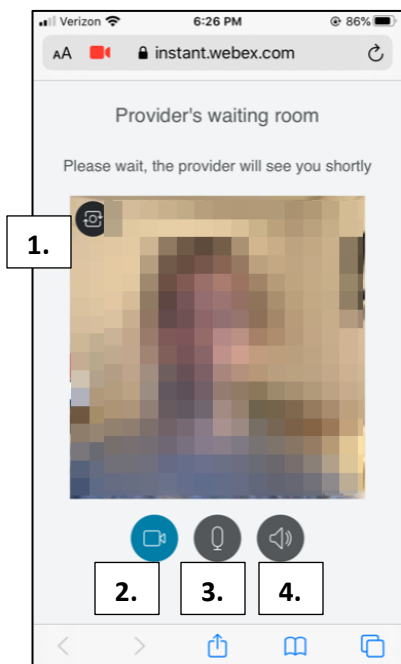 Verizon 6:26 PM 86%
AA instant.webex.com
Provider's waiting room
Please wait, the provider will see you shortly
1.
2. 3. 4.